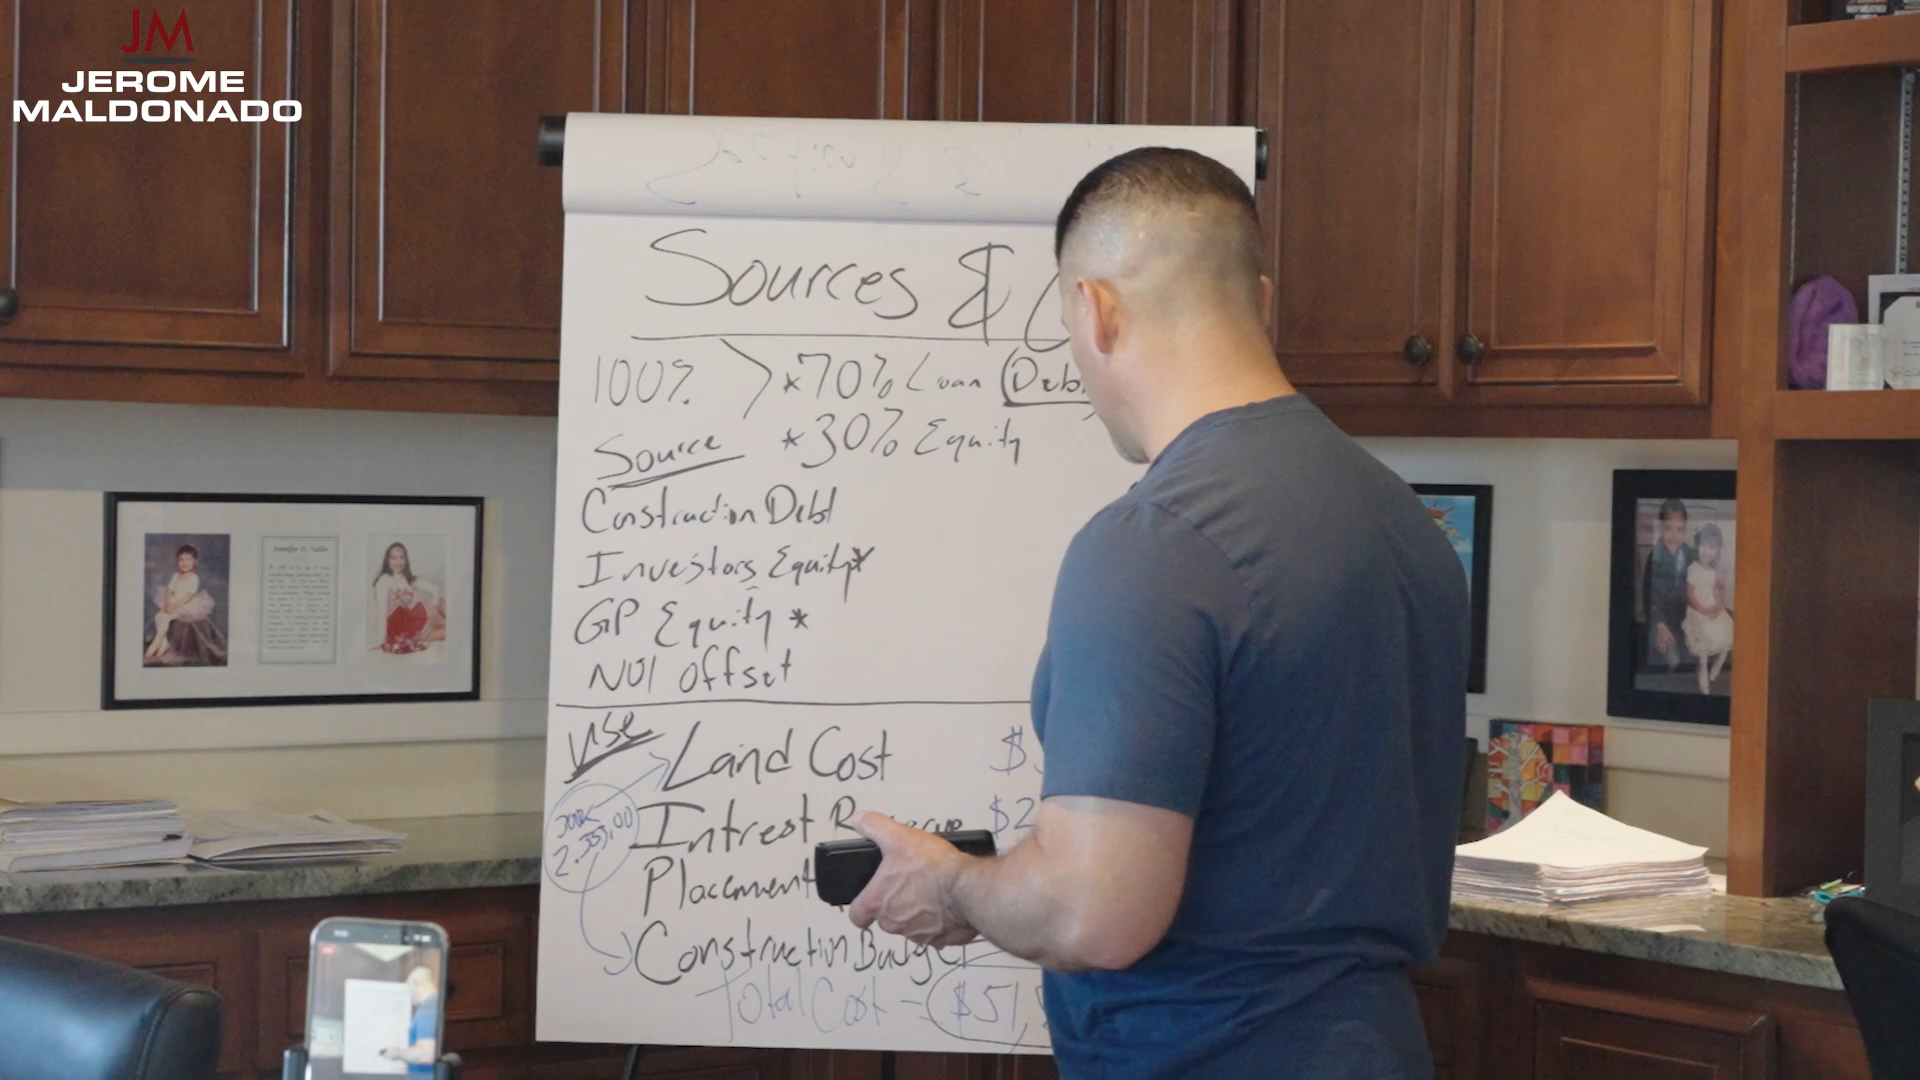 JM
JEROME
MALDONADO
Sources &
100% *70% Loan (Deb
Source *30% Equity
Construction Debt
Investors Equity*
GP Equity *
NOI offset
USE
Land Cost $
Intrest $2
Placement
Construction Budget
Total Cost = $51,